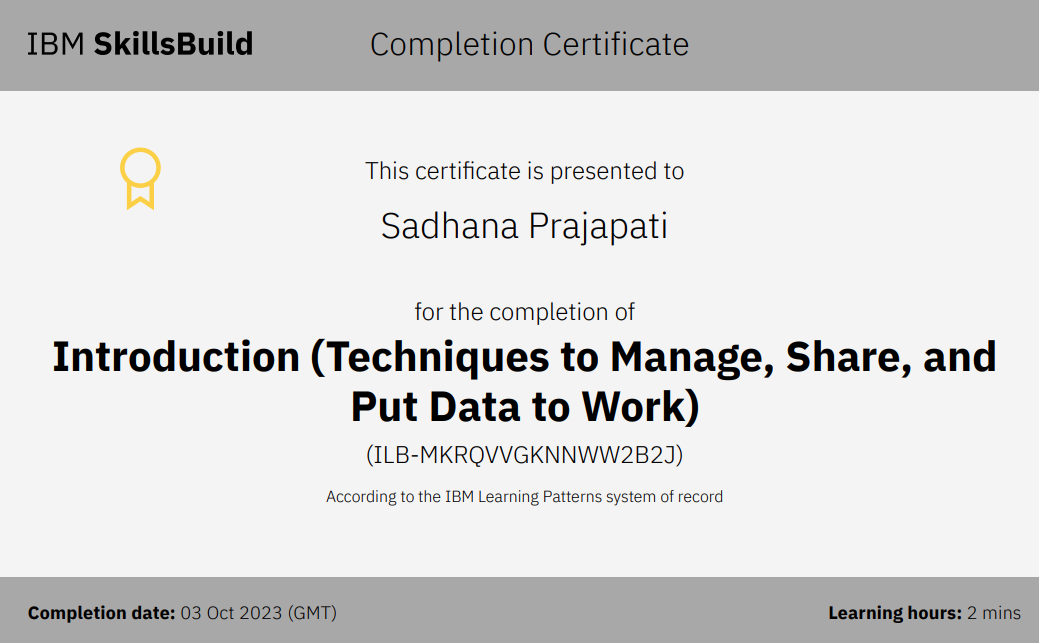 IBM SkillsBuild
Completion Certificate
This certificate is presented to
Sadhana Prajapati
for the completion of
Introduction (Techniques to Manage, Share, and
Put Data to Work)
(ILB-MKRQVVGKNNWW2B2J)
According to the IBM Learning Patterns system of record
Completion date: 03 Oct 2023 (GMT)
Learning hours: 2 mins